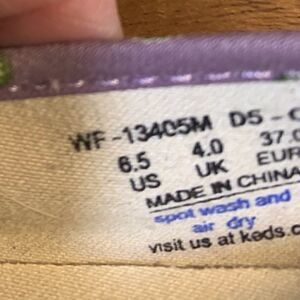 WF-13405M D5-
6.5 4.0 37.
US UK EUR
MADE IN CHINA
spot wash and
air dry
visit us at keds.c